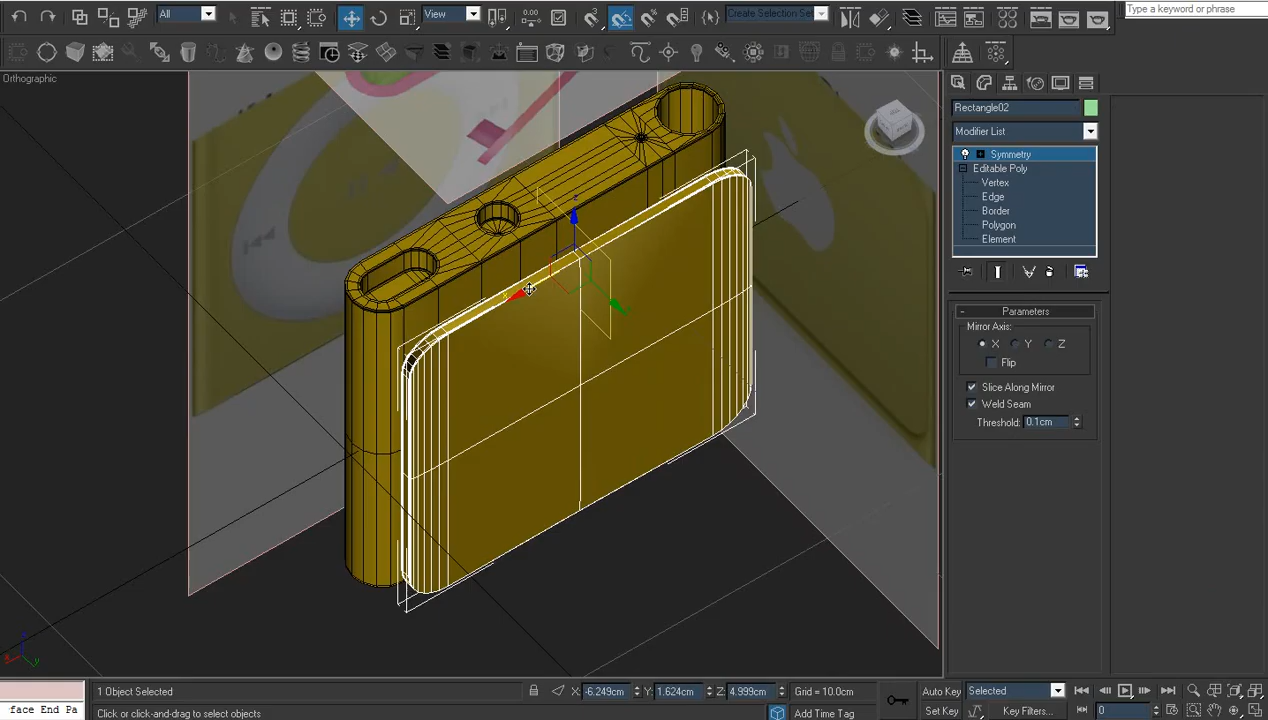 All
View
Create Selection Set
Type a keyword or phrase
Orthographic
Rectangle02
Modifier List
Symmetry
Editable Poly
Vertex
Edge
Border
Polygon
Element
Parameters
Mirror Axis:
X Y Z
Flip
Slice Along Mirror
Weld Seam
Threshold: 0.1cm
1 Object Selected
X: -6.249cm Y: 1.624cm Z: 4.999cm Grid = 10.0cm
Auto Key Selected
face End Pa Click or click-and-drag to select objects
Add Time Tag
Set Key Key Filters...
0